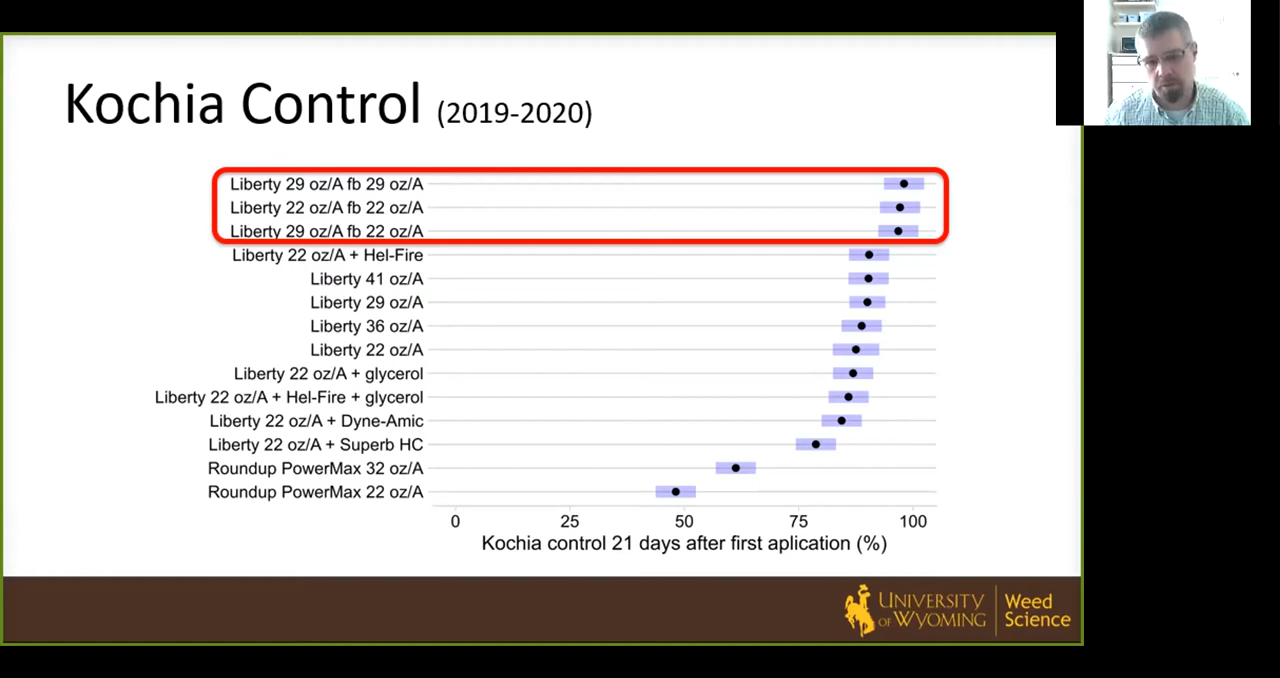 Kochia Control (2019-2020)
Liberty 29 oz/A fb 29 oz/A
Liberty 22 oz/A fb 22 oz/A
Liberty 29 oz/A fb 22 oz/A
Liberty 22 oz/A + Hel-Fire
Liberty 41 oz/A
Liberty 29 oz/A
Liberty 36 oz/A
Liberty 22 oz/A
Liberty 22 oz/A + glycerol
Liberty 22 oz/A + Hel-Fire + glycerol
Liberty 22 oz/A + Dyne-Amic
Liberty 22 oz/A + Superb HC
Roundup PowerMax 32 oz/A
Roundup PowerMax 22 oz/A
0 25 50 75 100
Kochia control 21 days after first aplication (%)
UNIVERSITY
OF WYOMING
Weed
Science